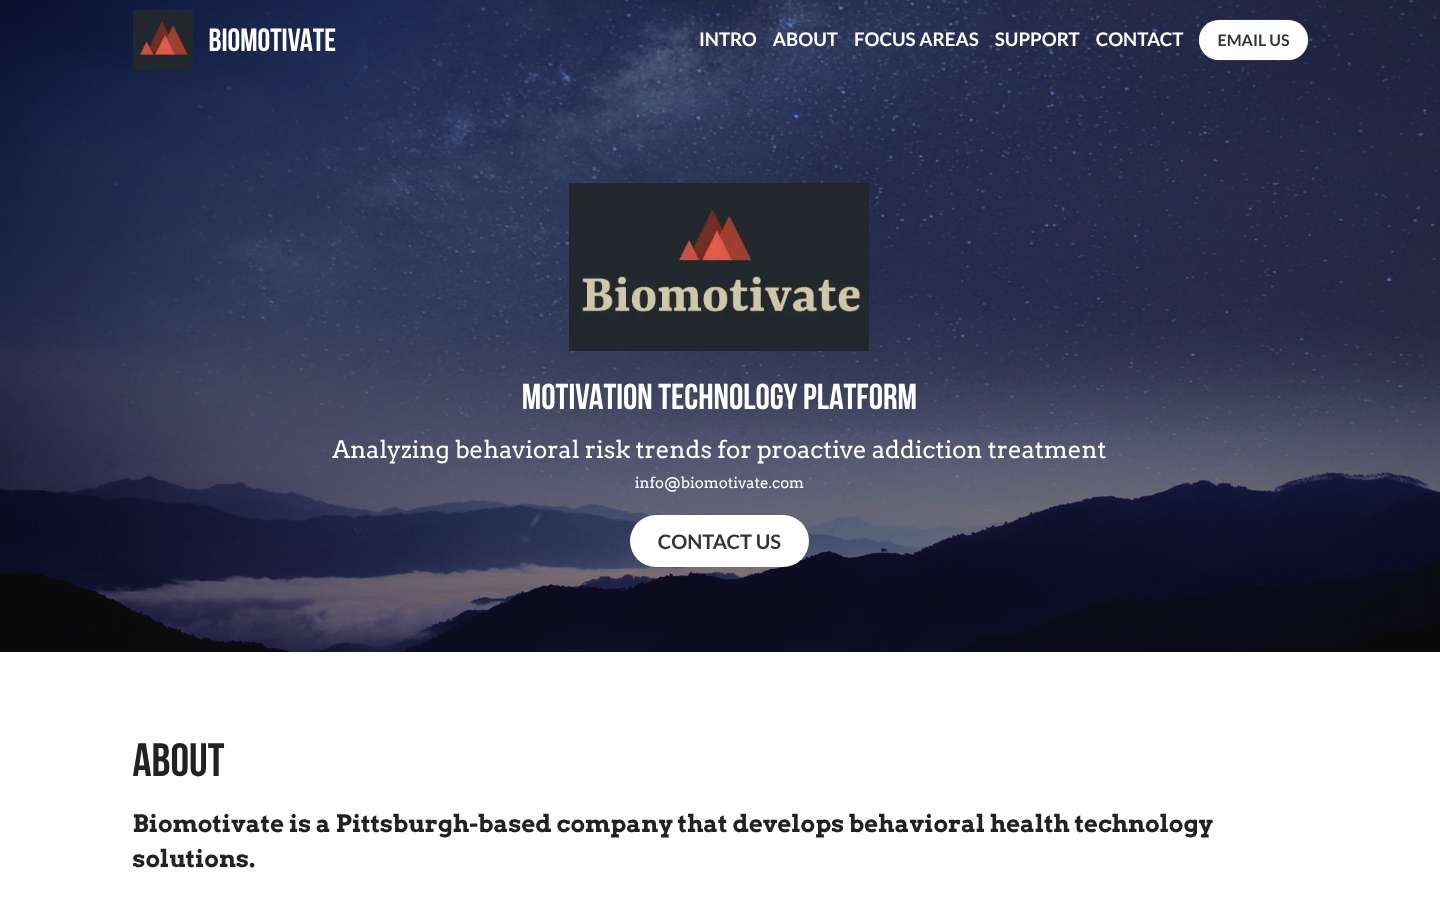 BIOMOTIVATE
INTRO ABOUT FOCUS AREAS SUPPORT CONTACT EMAIL US
Biomotivate
MOTIVATION TECHNOLOGY PLATFORM
Analyzing behavioral risk trends for proactive addiction treatment
info@biomotivate.com
CONTACT US
ABOUT
Biomotivate is a Pittsburgh-based company that develops behavioral health technology
solutions.